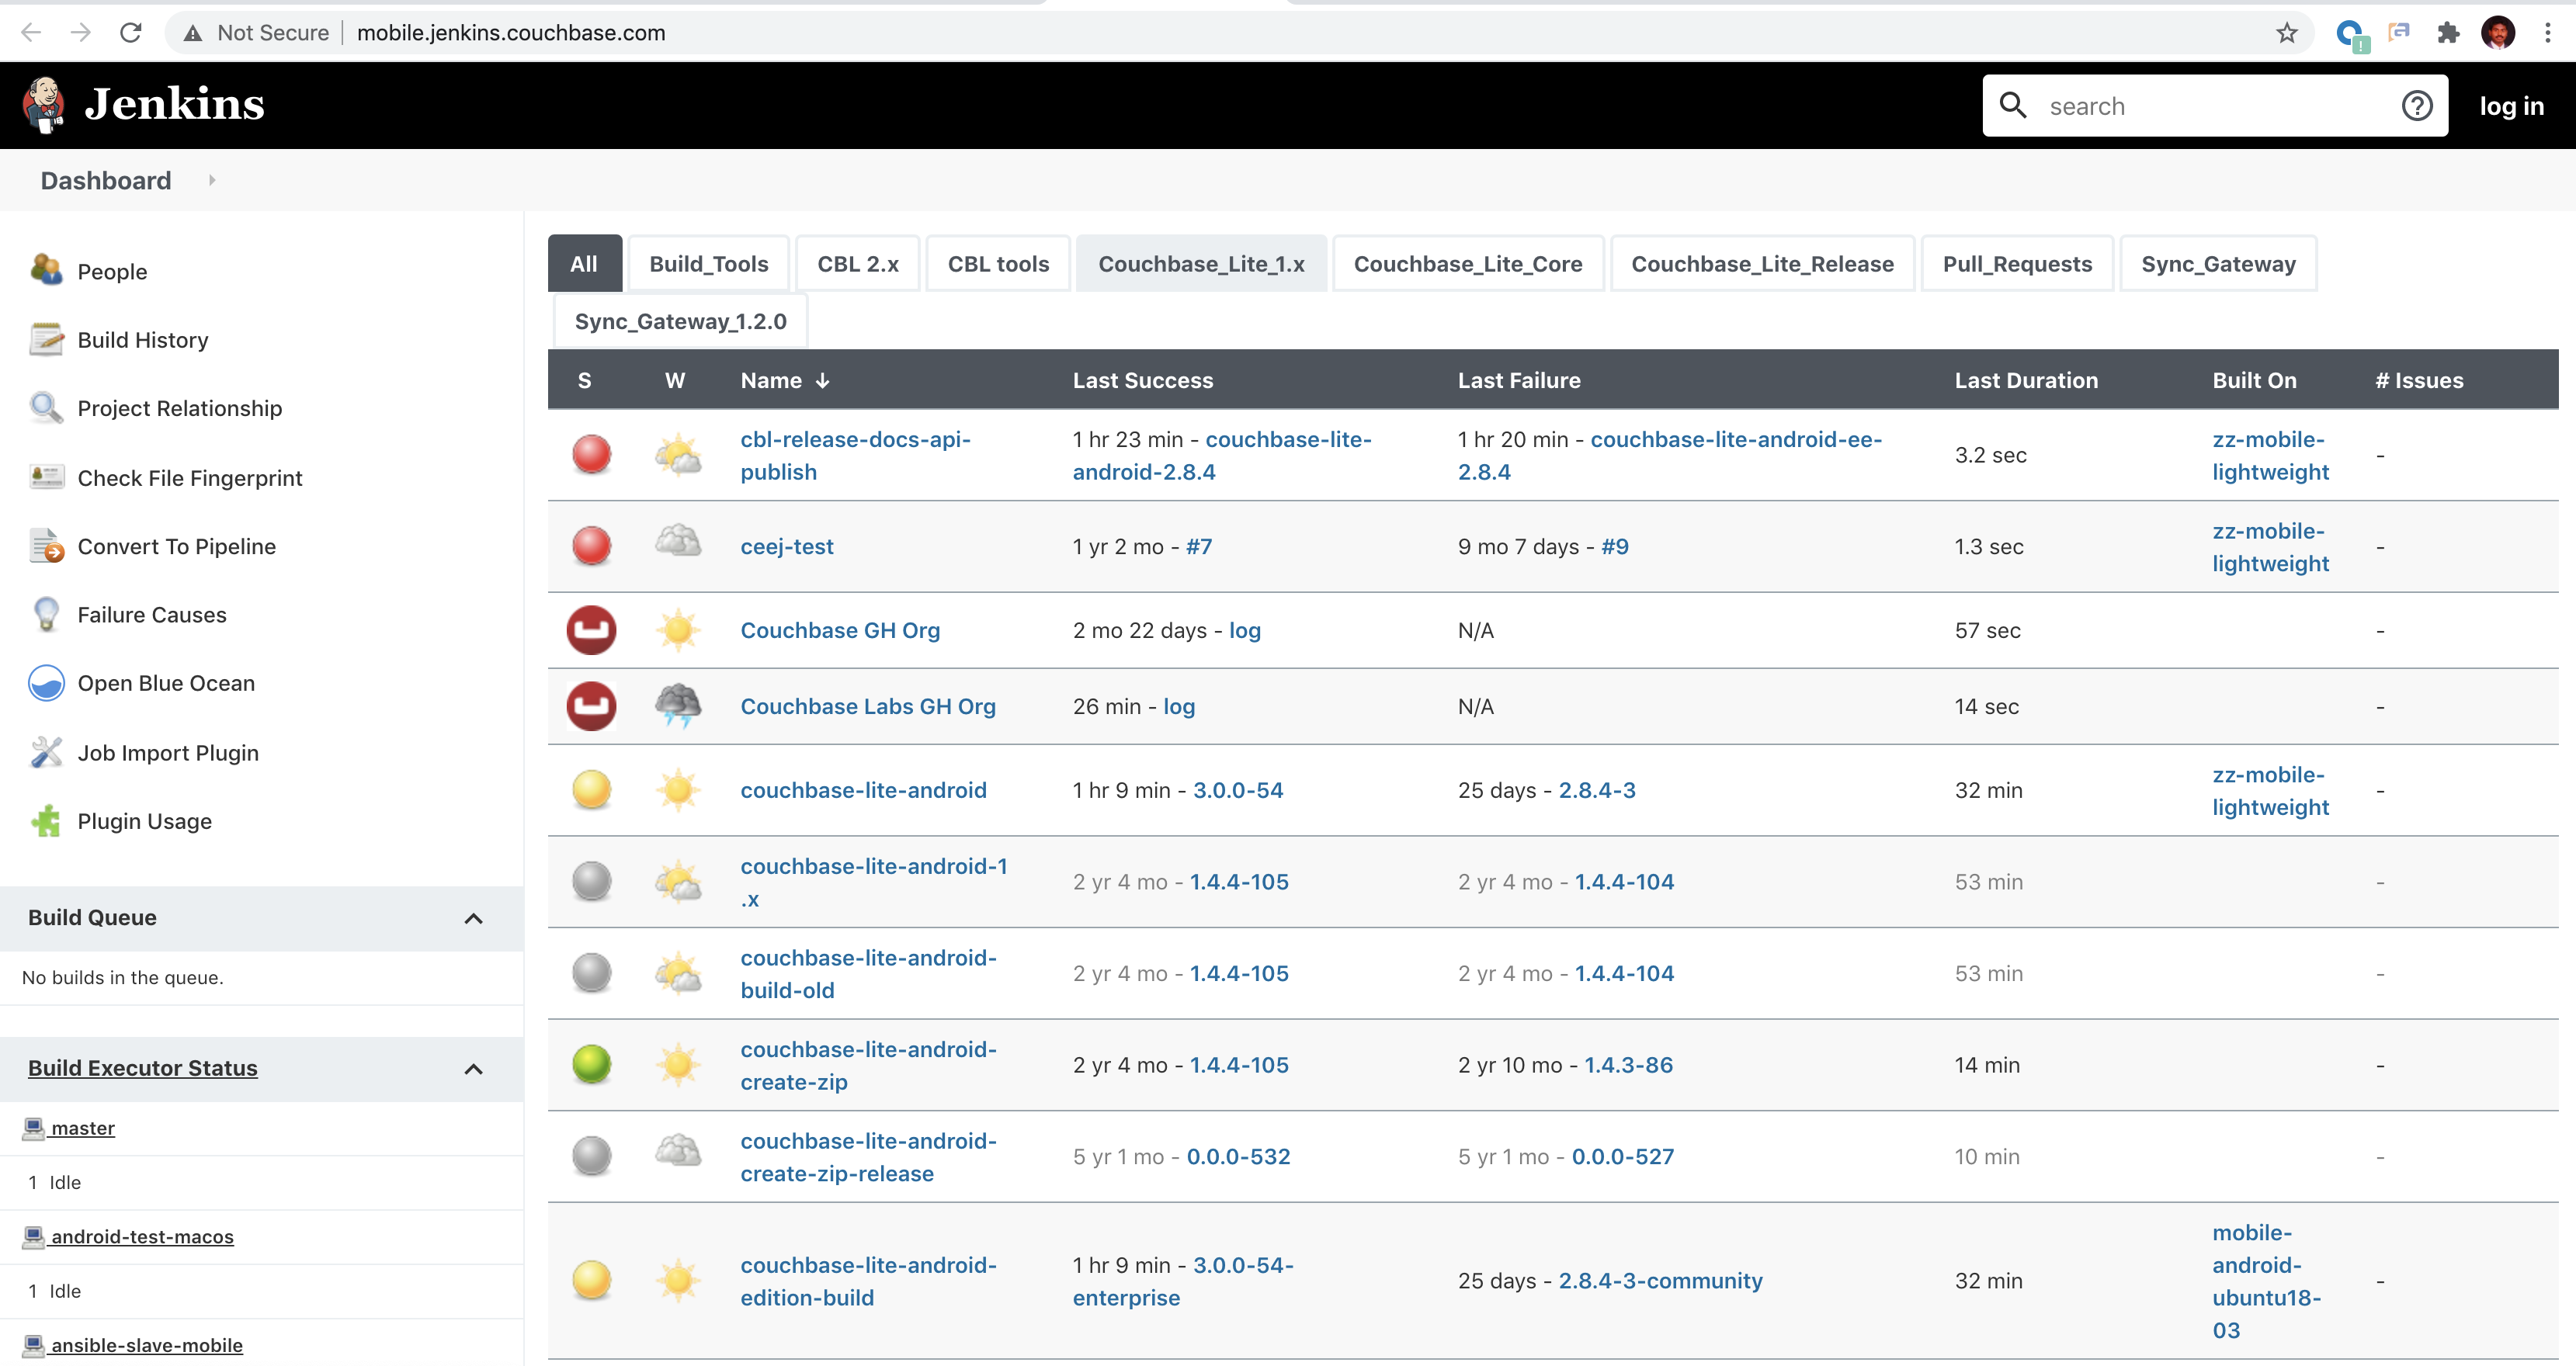 Not Secure mobile.jenkins.couchbase.com
Jenkins
search
log in
Dashboard
People
Build History
Project Relationship
Check File Fingerprint
Convert To Pipeline
Failure Causes
Open Blue Ocean
Job Import Plugin
Plugin Usage
Build Queue
No builds in the queue.
Build Executor Status
master
1 Idle
android-test-macos
1 Idle
ansible-slave-mobile
All Build_Tools CBL 2.x CBL tools Couchbase_Lite_1.x Couchbase_Lite_Core Couchbase_Lite_Release Pull_Requests Sync_Gateway
Sync_Gateway_1.2.0
S W Name ↓ Last Success Last Failure Last Duration Built On # Issues
cbl-release-docs-api-
publish
1 hr 23 min - couchbase-lite-
android-2.8.4
1 hr 20 min - couchbase-lite-android-ee-
2.8.4
3.2 sec
zz-mobile-
lightweight
-
ceej-test
1 yr 2 mo - #7
9 mo 7 days - #9
1.3 sec
zz-mobile-
lightweight
-
Couchbase GH Org
2 mo 22 days - log
N/A
57 sec
-
Couchbase Labs GH Org
26 min - log
N/A
14 sec
-
couchbase-lite-android
1 hr 9 min - 3.0.0-54
25 days - 2.8.4-3
32 min
zz-mobile-
lightweight
-
couchbase-lite-android-1
.x
2 yr 4 mo - 1.4.4-105
2 yr 4 mo - 1.4.4-104
53 min
-
couchbase-lite-android-
build-old
2 yr 4 mo - 1.4.4-105
2 yr 4 mo - 1.4.4-104
53 min
-
couchbase-lite-android-
create-zip
2 yr 4 mo - 1.4.4-105
2 yr 10 mo - 1.4.3-86
14 min
-
couchbase-lite-android-
create-zip-release
5 yr 1 mo - 0.0.0-532
5 yr 1 mo - 0.0.0-527
10 min
-
couchbase-lite-android-
edition-build
1 hr 9 min - 3.0.0-54-
enterprise
25 days - 2.8.4-3-community
32 min
mobile-
android-
ubuntu18-
03
-